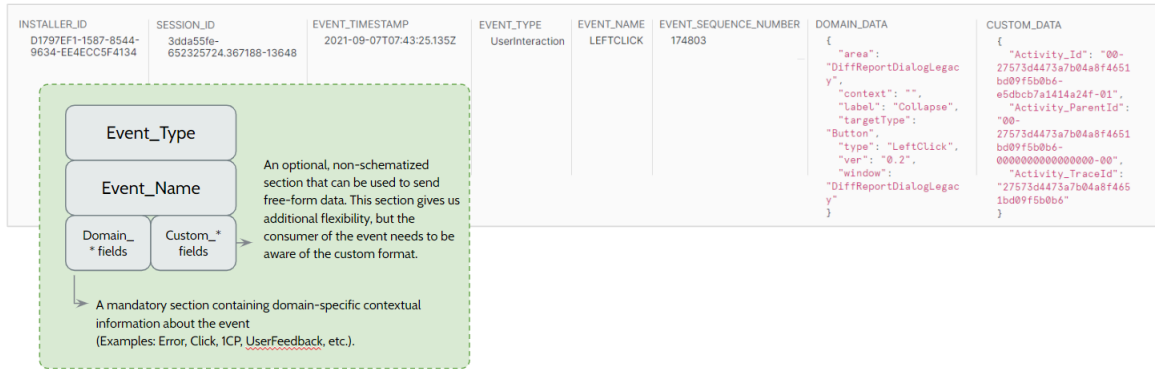 INSTALLER_ID
D1797EF1-1587-8544-
9634-EE4ECC5F4134
SESSION_ID
3dda55fe-
652325724.367188-13648
EVENT_TIMESTAMP
2021-09-07T07:43:25.135Z
EVENT_TYPE
UserInteraction
EVENT_NAME
LEFTCLICK
EVENT_SEQUENCE_NUMBER
174803
...
DOMAIN_DATA
{
"area":
"DiffReportDialogLegac
y",
"context": "",
"label": "Collapse",
"targetType":
"Button",
"type": "LeftClick",
"ver": "0.2",
"window":
"DiffReportDialogLegac
y"
}
CUSTOM_DATA
{
"Activity_Id": "00-
27573d4473a7b04a8f4651
bd09f5b0b6-
e5dbcb7a1414a24f-01",
"Activity_ParentId":
"00-
27573d4473a7b04a8f4651
bd09f5b0b6-
0000000000000000-00",
"Activity_TraceId":
"27573d4473a7b04a8f465
1bd09f5b0b6"
}
Event_Type
Event_Name
Domain_
* fields
Custom_*
fields
An optional, non-schematized
section that can be used to send
free-form data. This section gives us
additional flexibility, but the
consumer of the event needs to be
aware of the custom format.
A mandatory section containing domain-specific contextual
information about the event
(Examples: Error, Click, 1CP, UserFeedback, etc.).